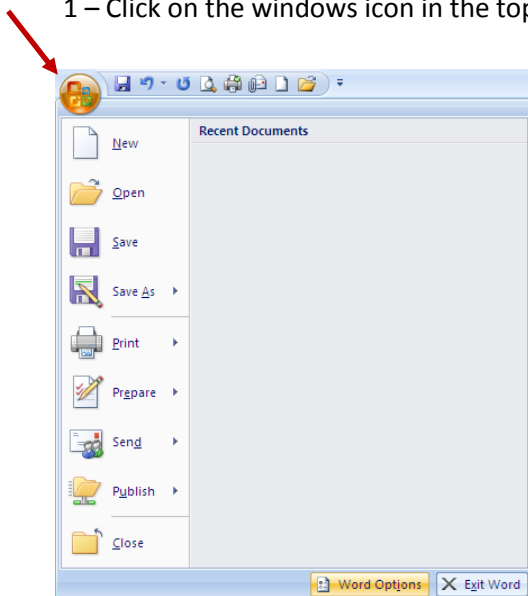 1 – Click on the windows icon in the top
Recent Documents
New
Open
Save
Save As
Print
Prepare
Send
Publish
Close
Word Options
Exit Word